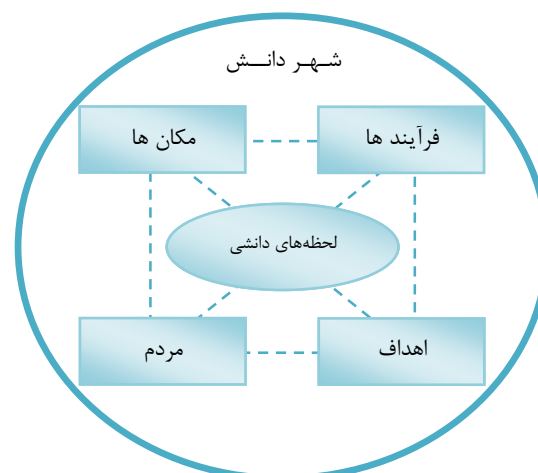 شهر دانش
فرآیند ها
مکان ها
لحظه‌های دانشی
اهداف
مردم